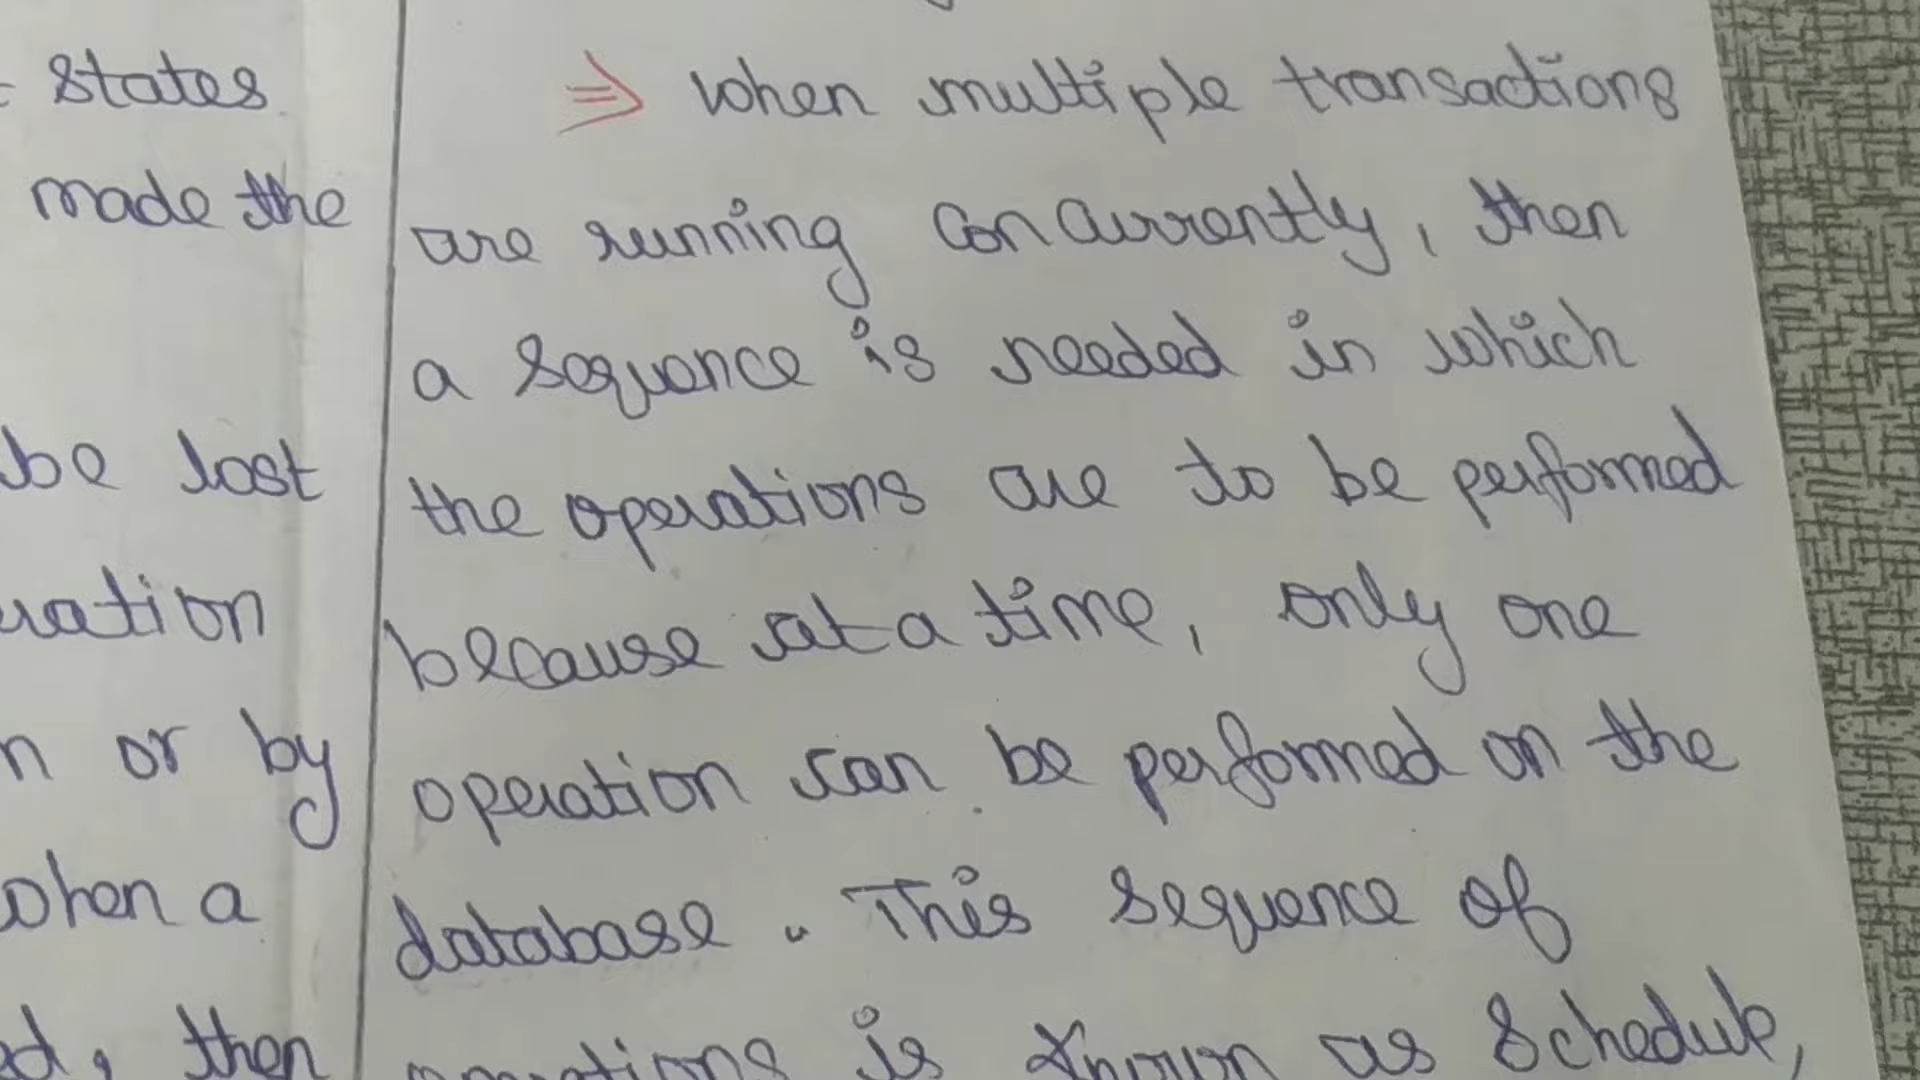 States
made the
be lost
ration
n or by
when a
ed, then
⇒ when multiple transactions
are running concurrently, then
a sequence is needed in which
the operations are to be performed
because at a time, only one
operation can be performed on the
database. This sequence of
operations is known as Schedule,